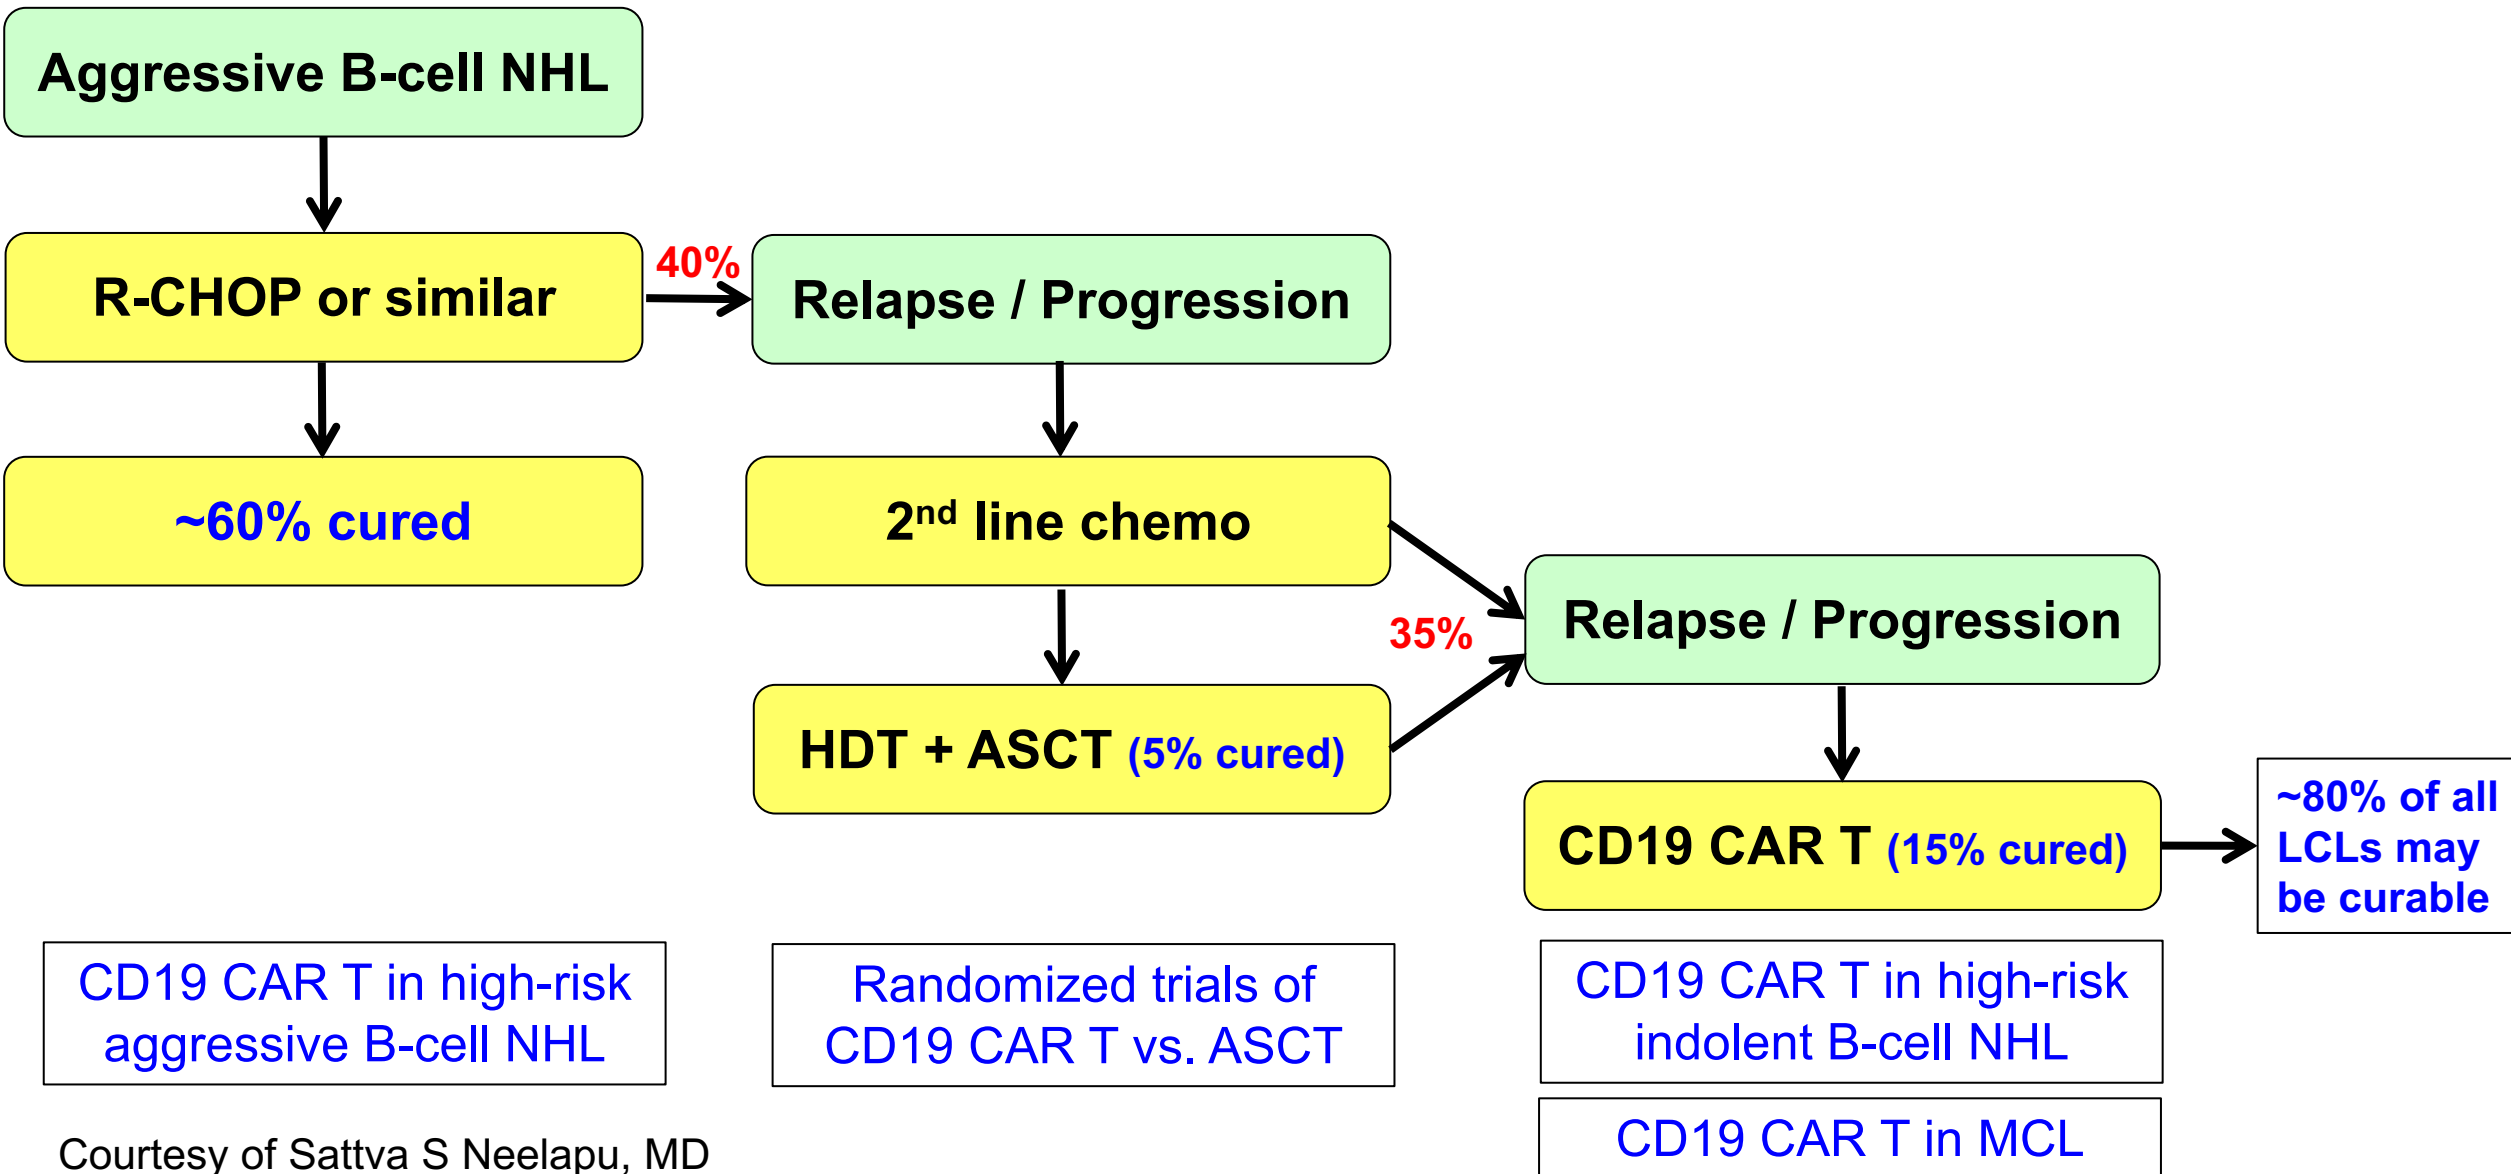 Aggressive B-cell NHL
R-CHOP or similar
40%
Relapse / Progression
~60% cured
2nd line chemo
35%
Relapse / Progression
HDT + ASCT (5% cured)
CD19 CAR T (15% cured)
~80% of all
LCLs may
be curable
CD19 CAR T in high-risk
aggressive B-cell NHL
Randomized trials of
CD19 CAR T vs. ASCT
CD19 CAR T in high-risk
indolent B-cell NHL
CD19 CAR T in MCL
Courtesy of Sattva S Neelapu, MD